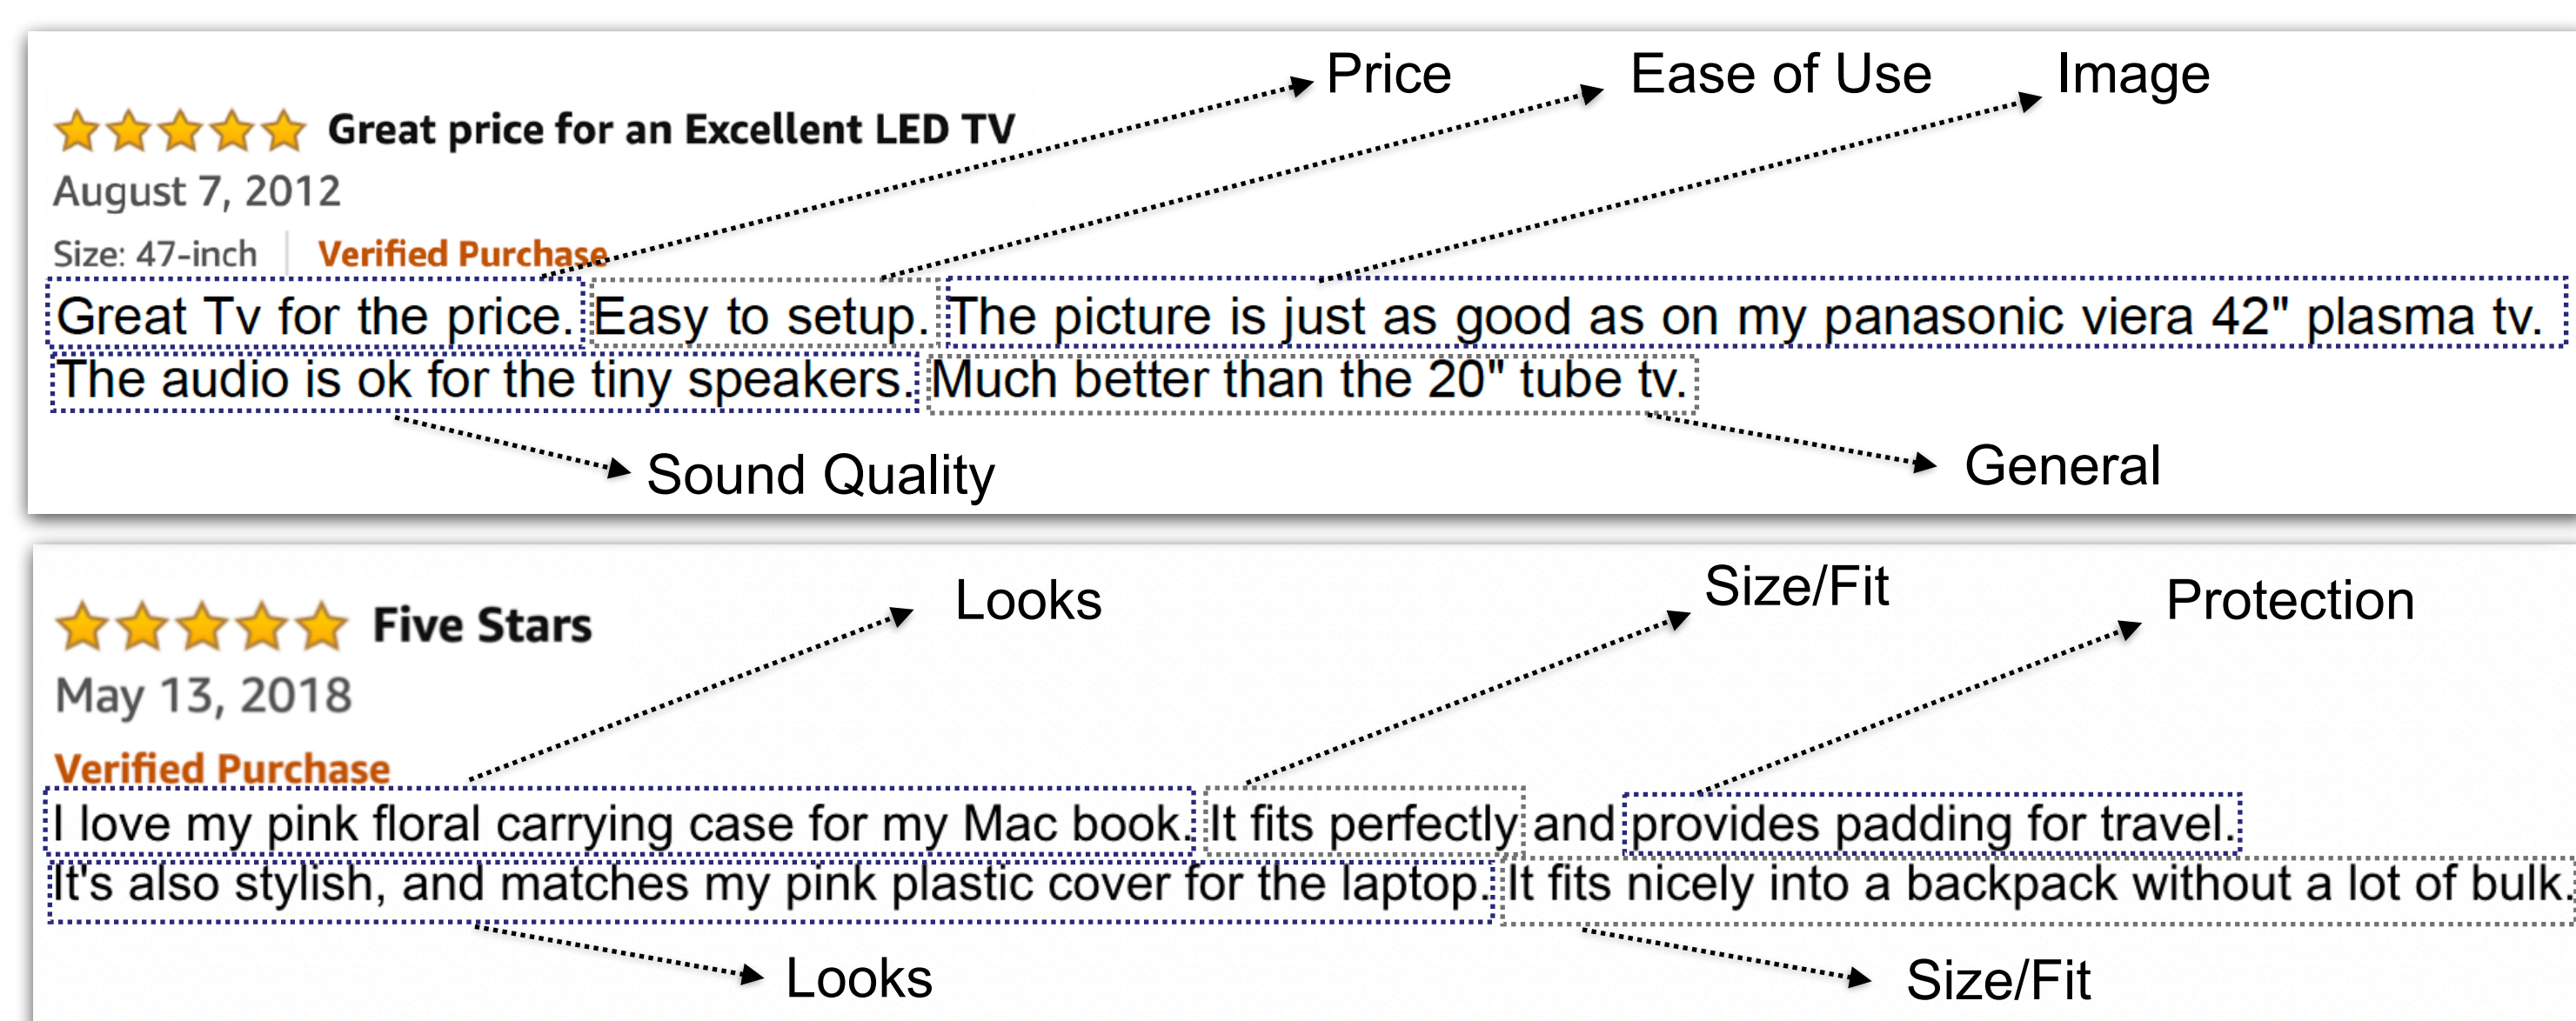 Price Ease of Use Image
Great price for an Excellent LED TV
August 7, 2012
Size: 47-inch Verified Purchase
Great Tv for the price. Easy to setup. The picture is just as good as on my panasonic viera 42" plasma tv.
The audio is ok for the tiny speakers. Much better than the 20" tube tv.
Sound Quality General
Looks Size/Fit Protection
Five Stars
May 13, 2018
Verified Purchase
I love my pink floral carrying case for my Mac book. It fits perfectly and provides padding for travel.
It's also stylish, and matches my pink plastic cover for the laptop. It fits nicely into a backpack without a lot of bulk.
Looks Size/Fit